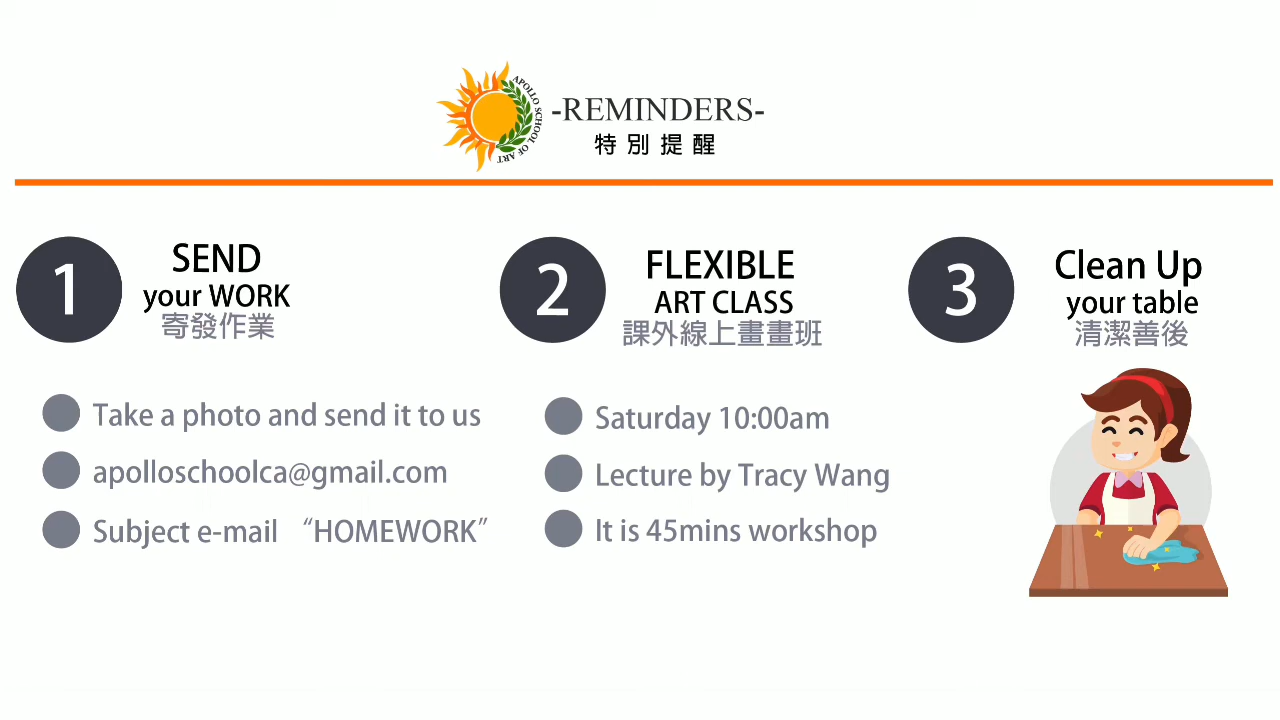 APOLLO SCHOOL OF ART
-REMINDERS-
特別提醒
1
SEND
your WORK
寄發作業
Take a photo and send it to us
apolloschoolca@gmail.com
Subject e-mail “HOMEWORK”
2
FLEXIBLE
ART CLASS
課外線上畫畫班
Saturday 10:00am
Lecture by Tracy Wang
It is 45mins workshop
3
Clean Up
your table
清潔善後